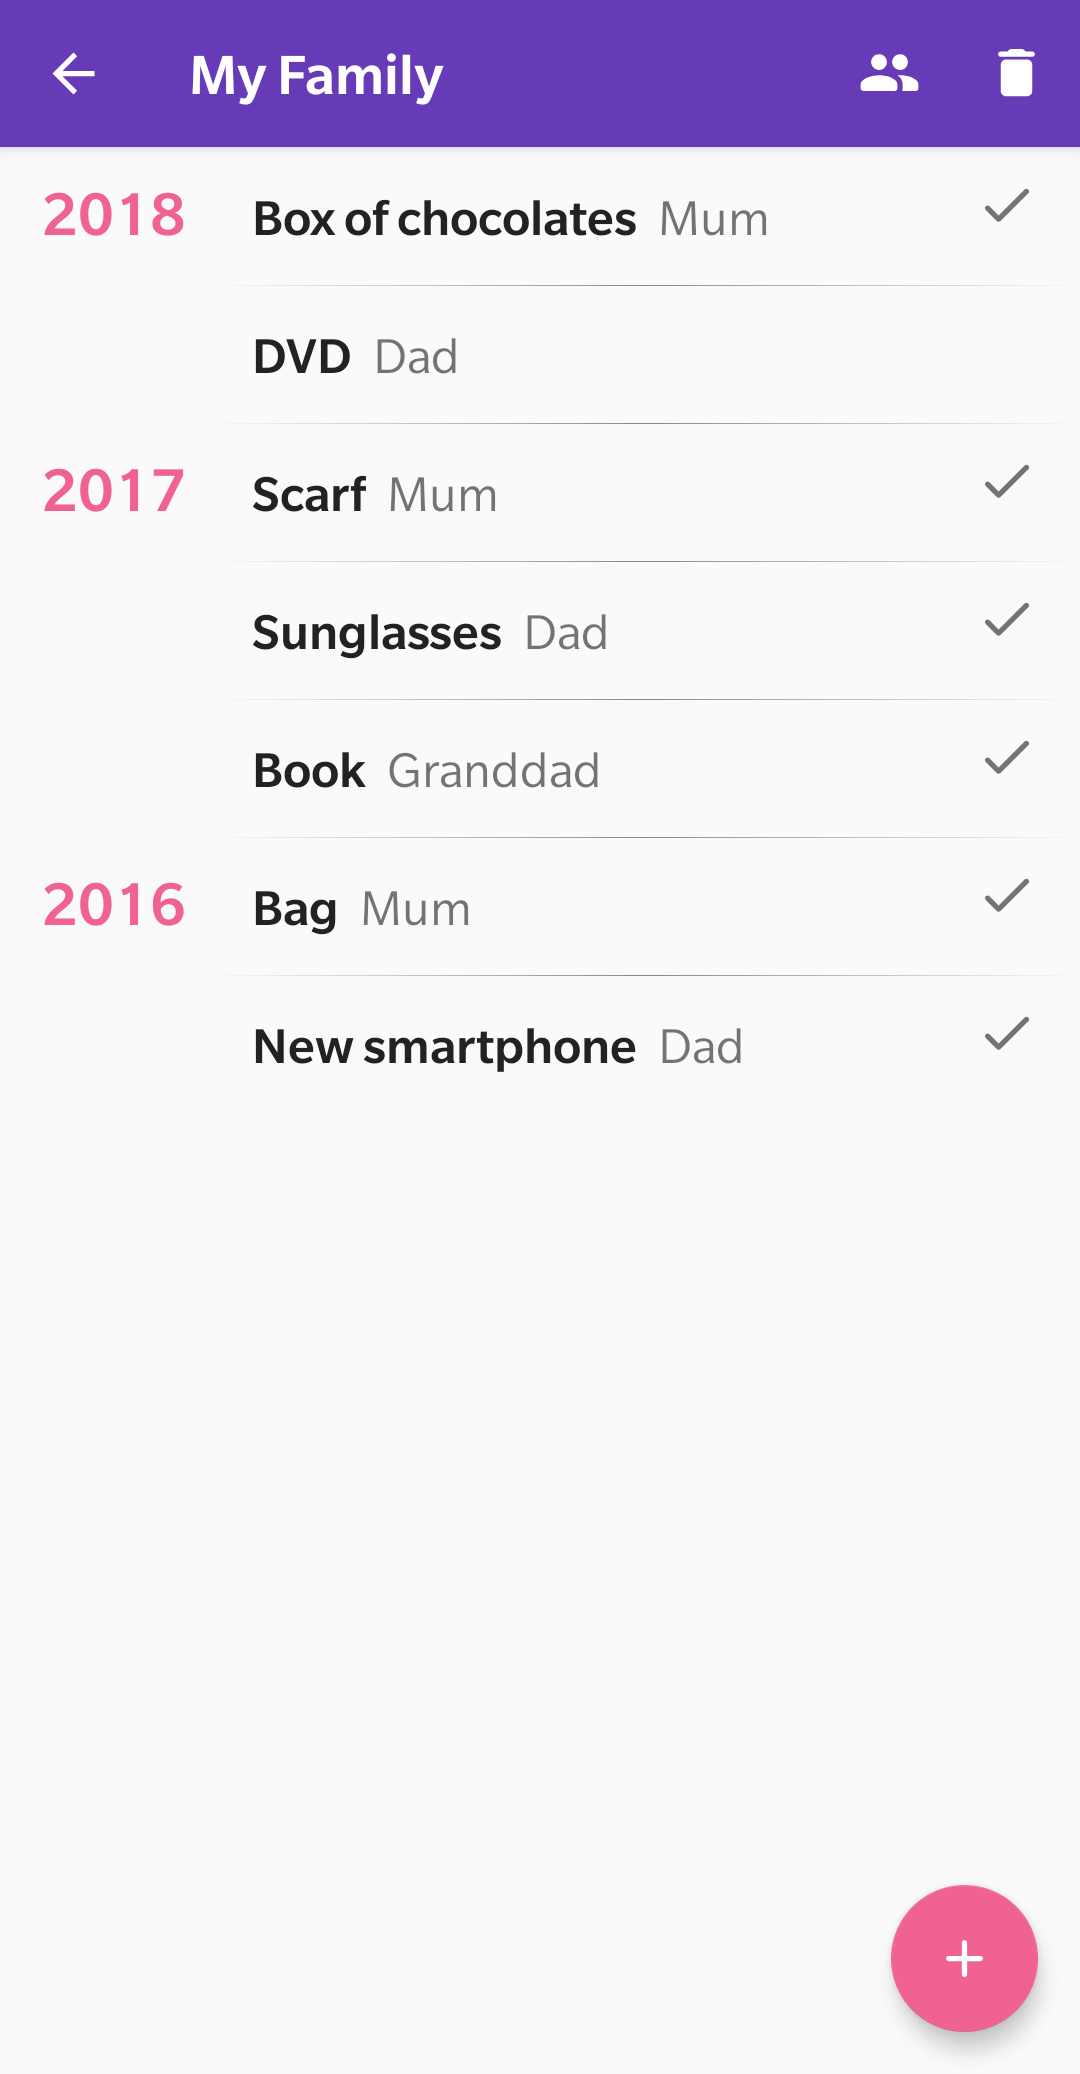 My Family
2018 Box of chocolates Mum
DVD Dad
2017 Scarf Mum
Sunglasses Dad
Book Granddad
2016 Bag Mum
New smartphone Dad